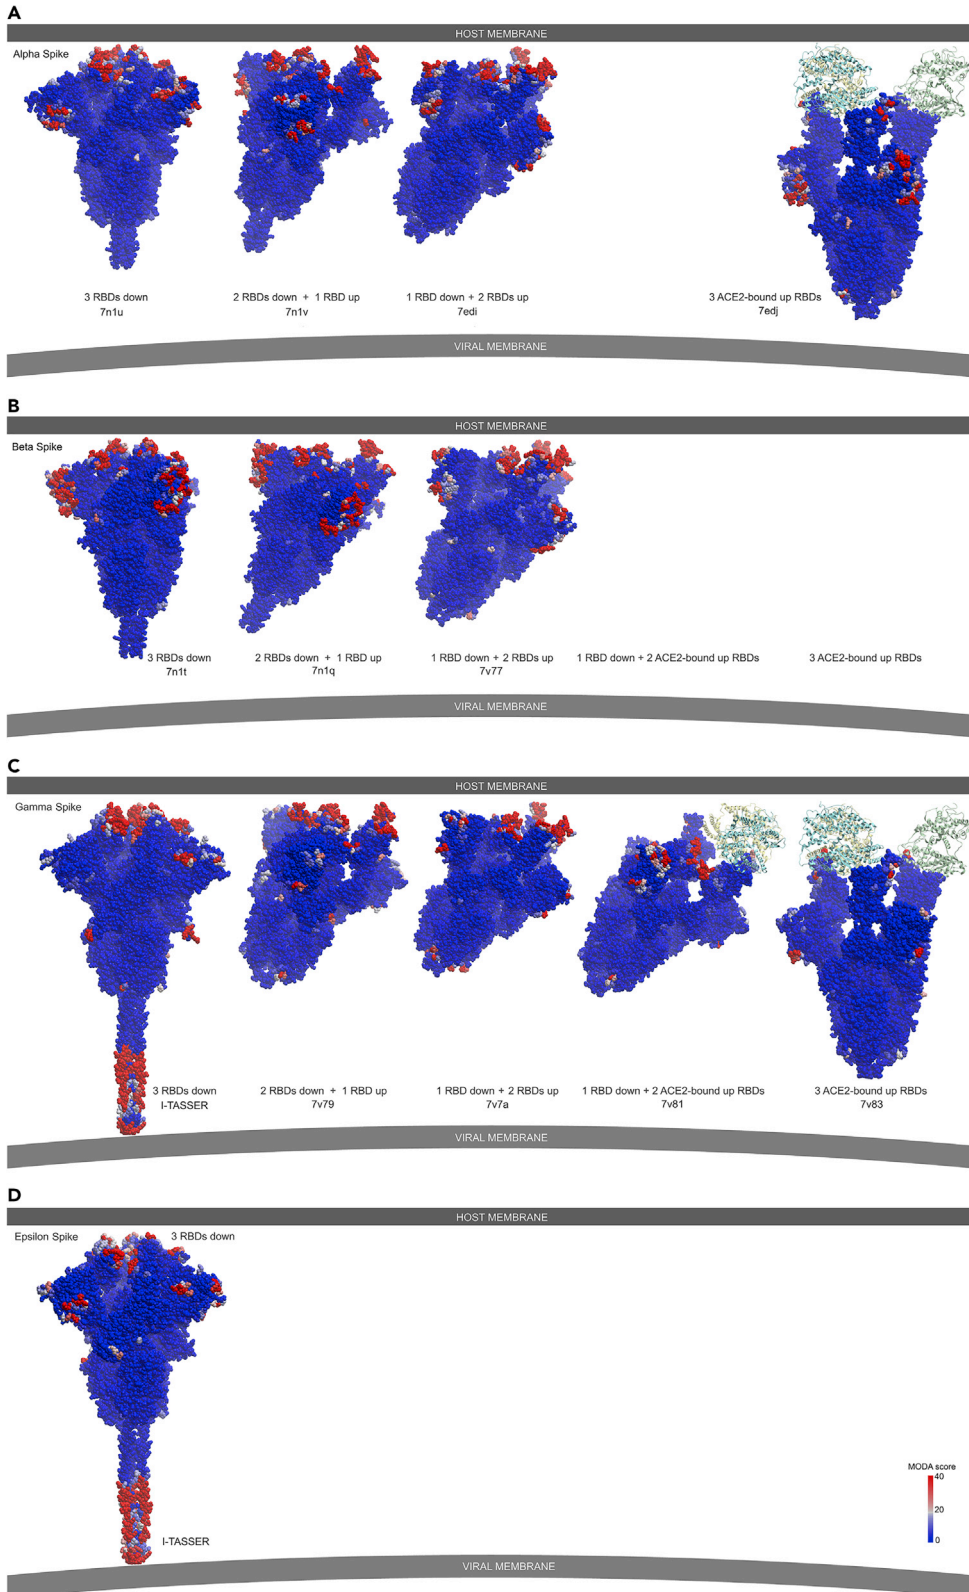 A
HOST MEMBRANE
Alpha Spike
3 RBDs down
7n1u
2 RBDs down + 1 RBD up
7n1v
1 RBD down + 2 RBDs up
7edi
3 ACE2-bound up RBDs
7edj
VIRAL MEMBRANE
B
HOST MEMBRANE
Beta Spike
3 RBDs down
7n1t
2 RBDs down + 1 RBD up
7n1q
1 RBD down + 2 RBDs up
7v77
1 RBD down + 2 ACE2-bound up RBDs
3 ACE2-bound up RBDs
VIRAL MEMBRANE
C
HOST MEMBRANE
Gamma Spike
3 RBDs down
I-TASSER
2 RBDs down + 1 RBD up
7v79
1 RBD down + 2 RBDs up
7v7a
1 RBD down + 2 ACE2-bound up RBDs
7v81
3 ACE2-bound up RBDs
7v83
VIRAL MEMBRANE
D
HOST MEMBRANE
Epsilon Spike
3 RBDs down
MODA score
40
20
0
I-TASSER
VIRAL MEMBRANE